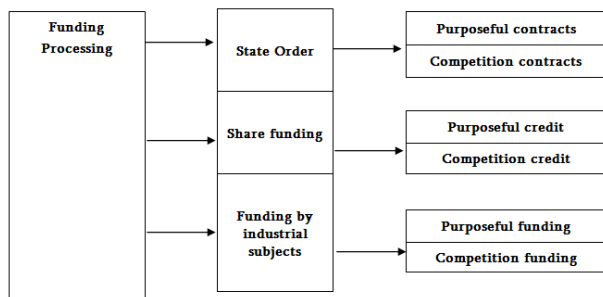 Funding
Processing
State Order
Share funding
Funding by
industrial
subjects
Purposeful contracts
Competition contracts
Purposeful credit
Competition credit
Purposeful funding
Competition funding